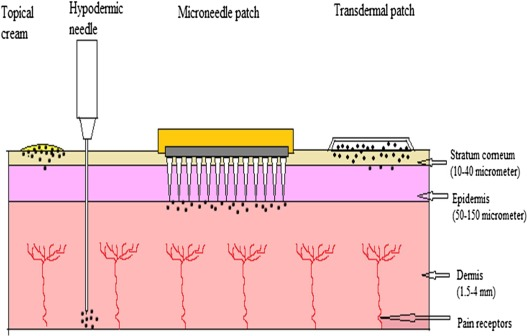 Topical
cream
Hypodermic
needle
Microneedle patch
Transdermal patch
Stratum corneum
(10-40 micrometer)
Epidermis
(50-150 micrometer)
Dermis
(1.5-4 mm)
Pain receptors